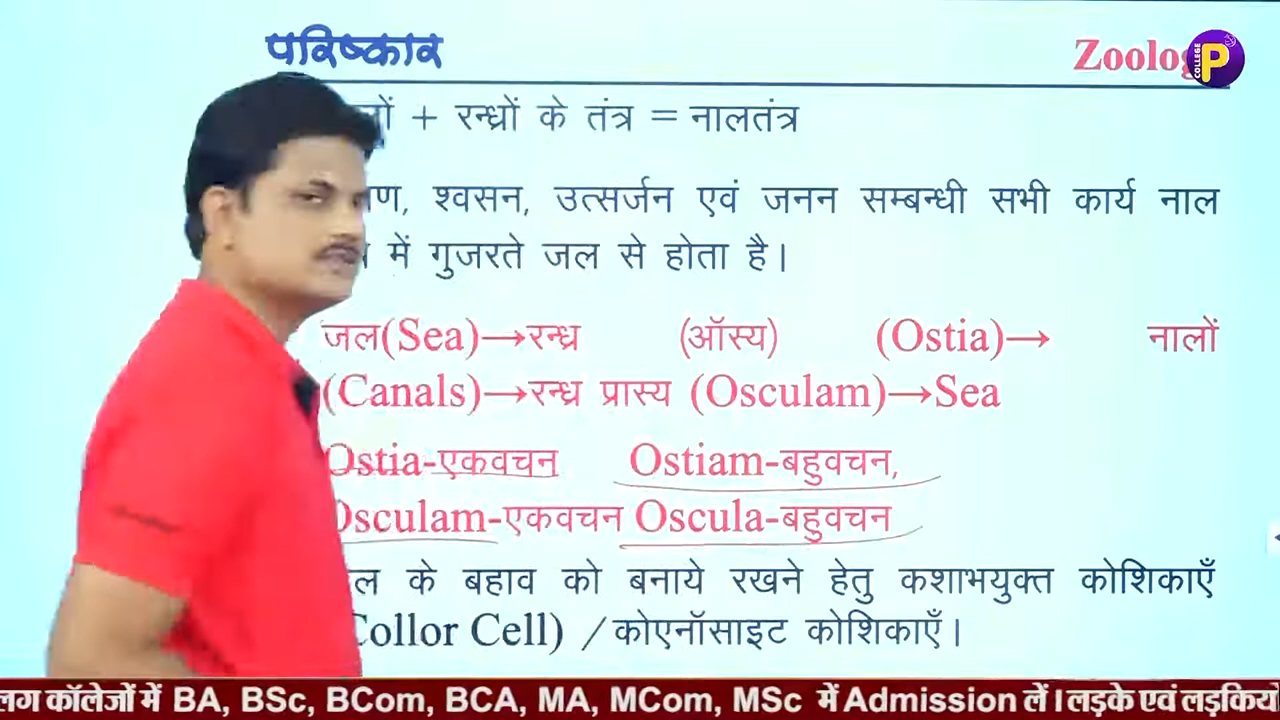 परिष्कार
Zoolog
COLLEGE P
+ रन्ध्रों के तंत्र = नालतंत्र
श्वसन, उत्सर्जन एवं जनन सम्बन्धी सभी कार्य नाल
में गुजरते जल से होता है।
जल(Sea)→रन्ध्र (ऑस्य) (Ostia)→ नालों
(Canals)→रन्ध्र प्रास्य (Osculam)→Sea
Ostia-एकवचन Ostiam-बहुवचन,
Osculam-एकवचन Oscula-बहुवचन
के बहाव को बनाये रखने हेतु कशाभयुक्त कोशिकाएँ
Collor Cell) / कोएनॉसाइट कोशिकाएँ।
लग कॉलेजों में BA, BSc, BCom, BCA, MA, MCom, MSc में Admission लें। लड़के एवं लड़कियो